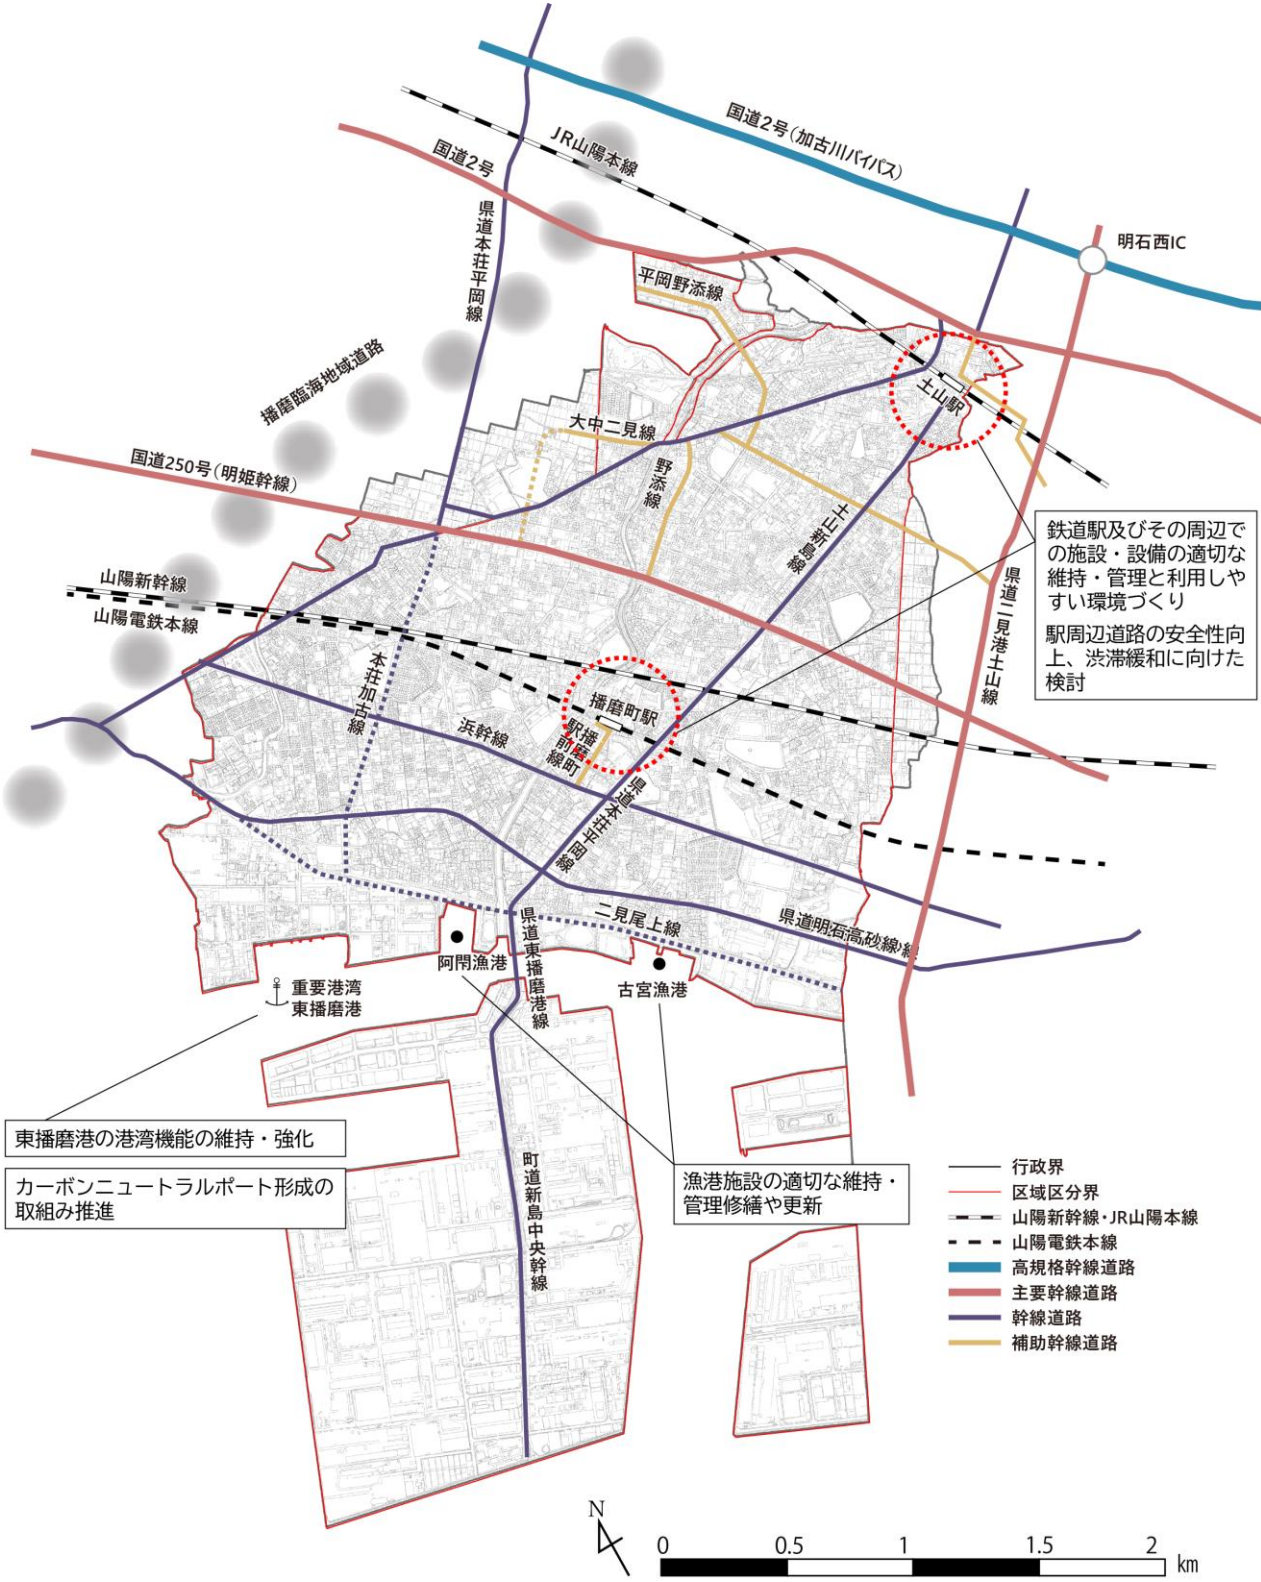 国道2号(加古川バイパス)
JR山陽本線
国道2号
県道本荘平岡線
明石西IC
平岡野添線
播磨臨海地域道路
土山駅
大中二見線
国道250号(明姫幹線)
野添線
土山新島線
鉄道駅及びその周辺で
の施設・設備の適切な
維持・管理と利用しや
すい環境づくり
駅周辺道路の安全性向
上、渋滞緩和に向けた
検討
県道二見港土山線
山陽新幹線
山陽電鉄本線
本荘加古線
播磨町駅
浜幹線
播磨町
駅前線
県道本荘平岡線
二見尾上線
県道明石高砂線
県道東播磨港線
阿閇漁港
古宮漁港
重要港湾
東播磨港
東播磨港の港湾機能の維持・強化
カーボンニュートラルポート形成の
取組み推進
町道新島中央幹線
漁港施設の適切な維持・
管理修繕や更新
行政界
区域区分界
山陽新幹線・JR山陽本線
山陽電鉄本線
高規格幹線道路
主要幹線道路
幹線道路
補助幹線道路
N
0 0.5 1 1.5 2 km